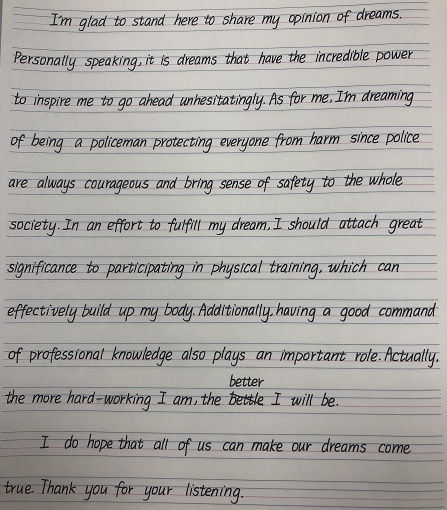 I'm glad to stand here to share my opinion of dreams.
Personally speaking, it is dreams that have the incredible power
to inspire me to go ahead unhesitatingly. As for me, I'm dreaming
of being a policeman protecting everyone from harm since police
are always courageous and bring sense of safety to the whole
society. In an effort to fulfill my dream, I should attach great
significance to participating in physical training, which can
effectively build up my body. Additionally, having a good command
of professional knowledge also plays an important role. Actually,
better
the more hard-working I am, the bettle I will be.
I do hope that all of us can make our dreams come
true. Thank you for your listening.